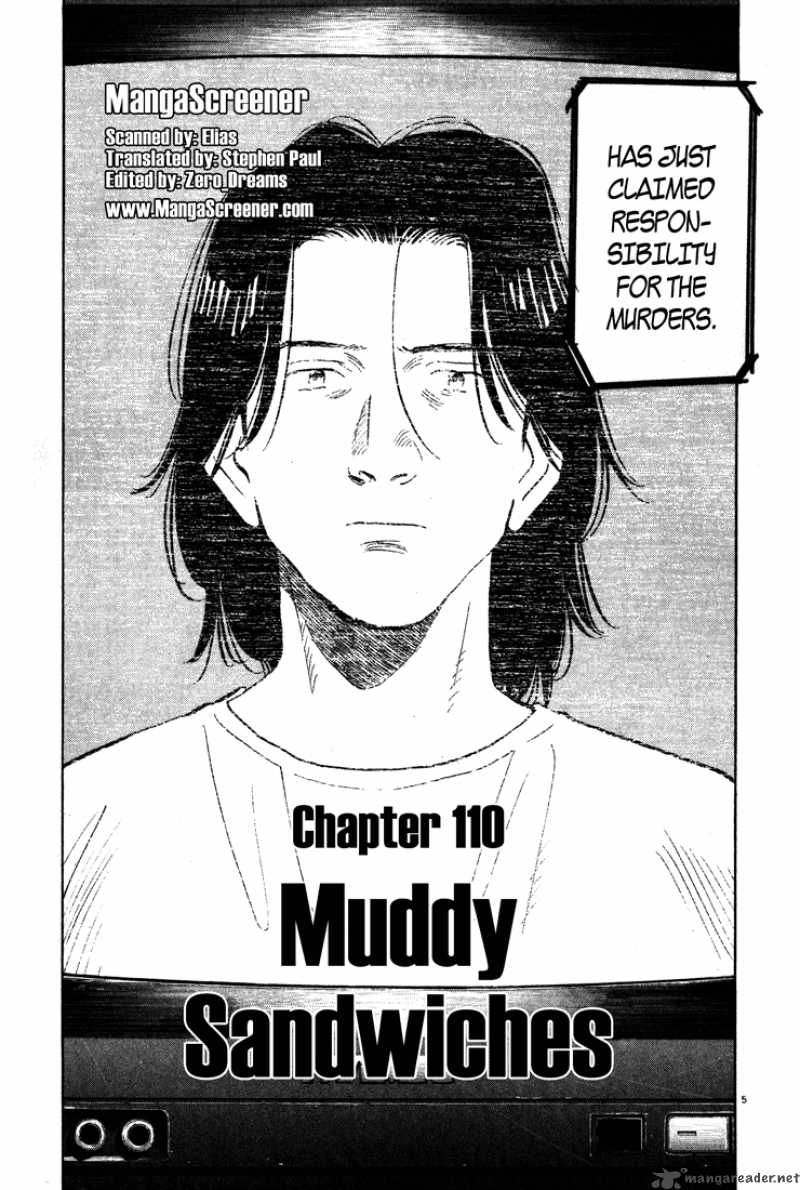 MangaScreener
Scanned by: Elias
Translated by: Stephen Paul
Edited by: Zero_Dreams
www.MangaScreener.com
HAS JUST
CLAIMED
RESPON-
SIBILITY
FOR THE
MURDERS.
Chapter 110
Muddy
Sandwiches
5
mangareader.net